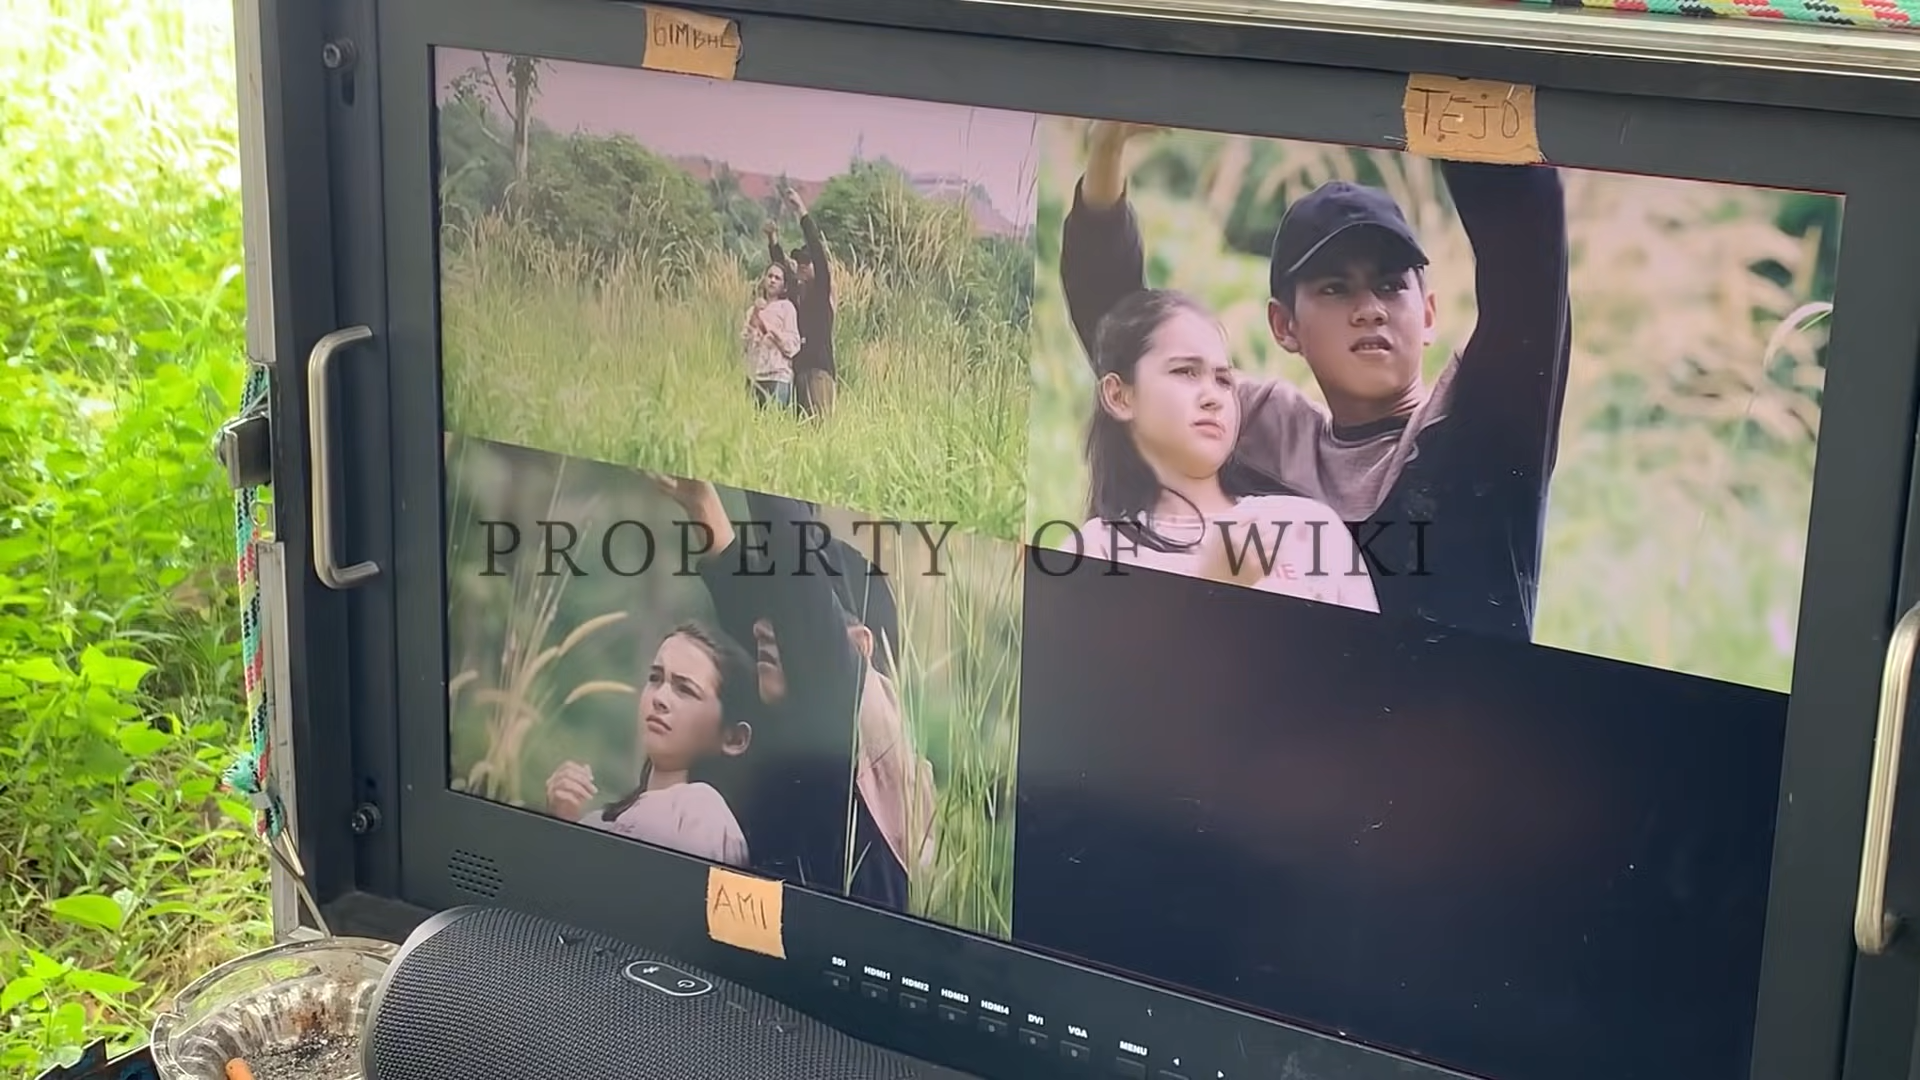 GIMBAL
TEJO
PROPERTY OF WIKI
AMI
SDI
HDMI1
HDMI2
HDMI3
HDMI4
DVI
VGA
MENU